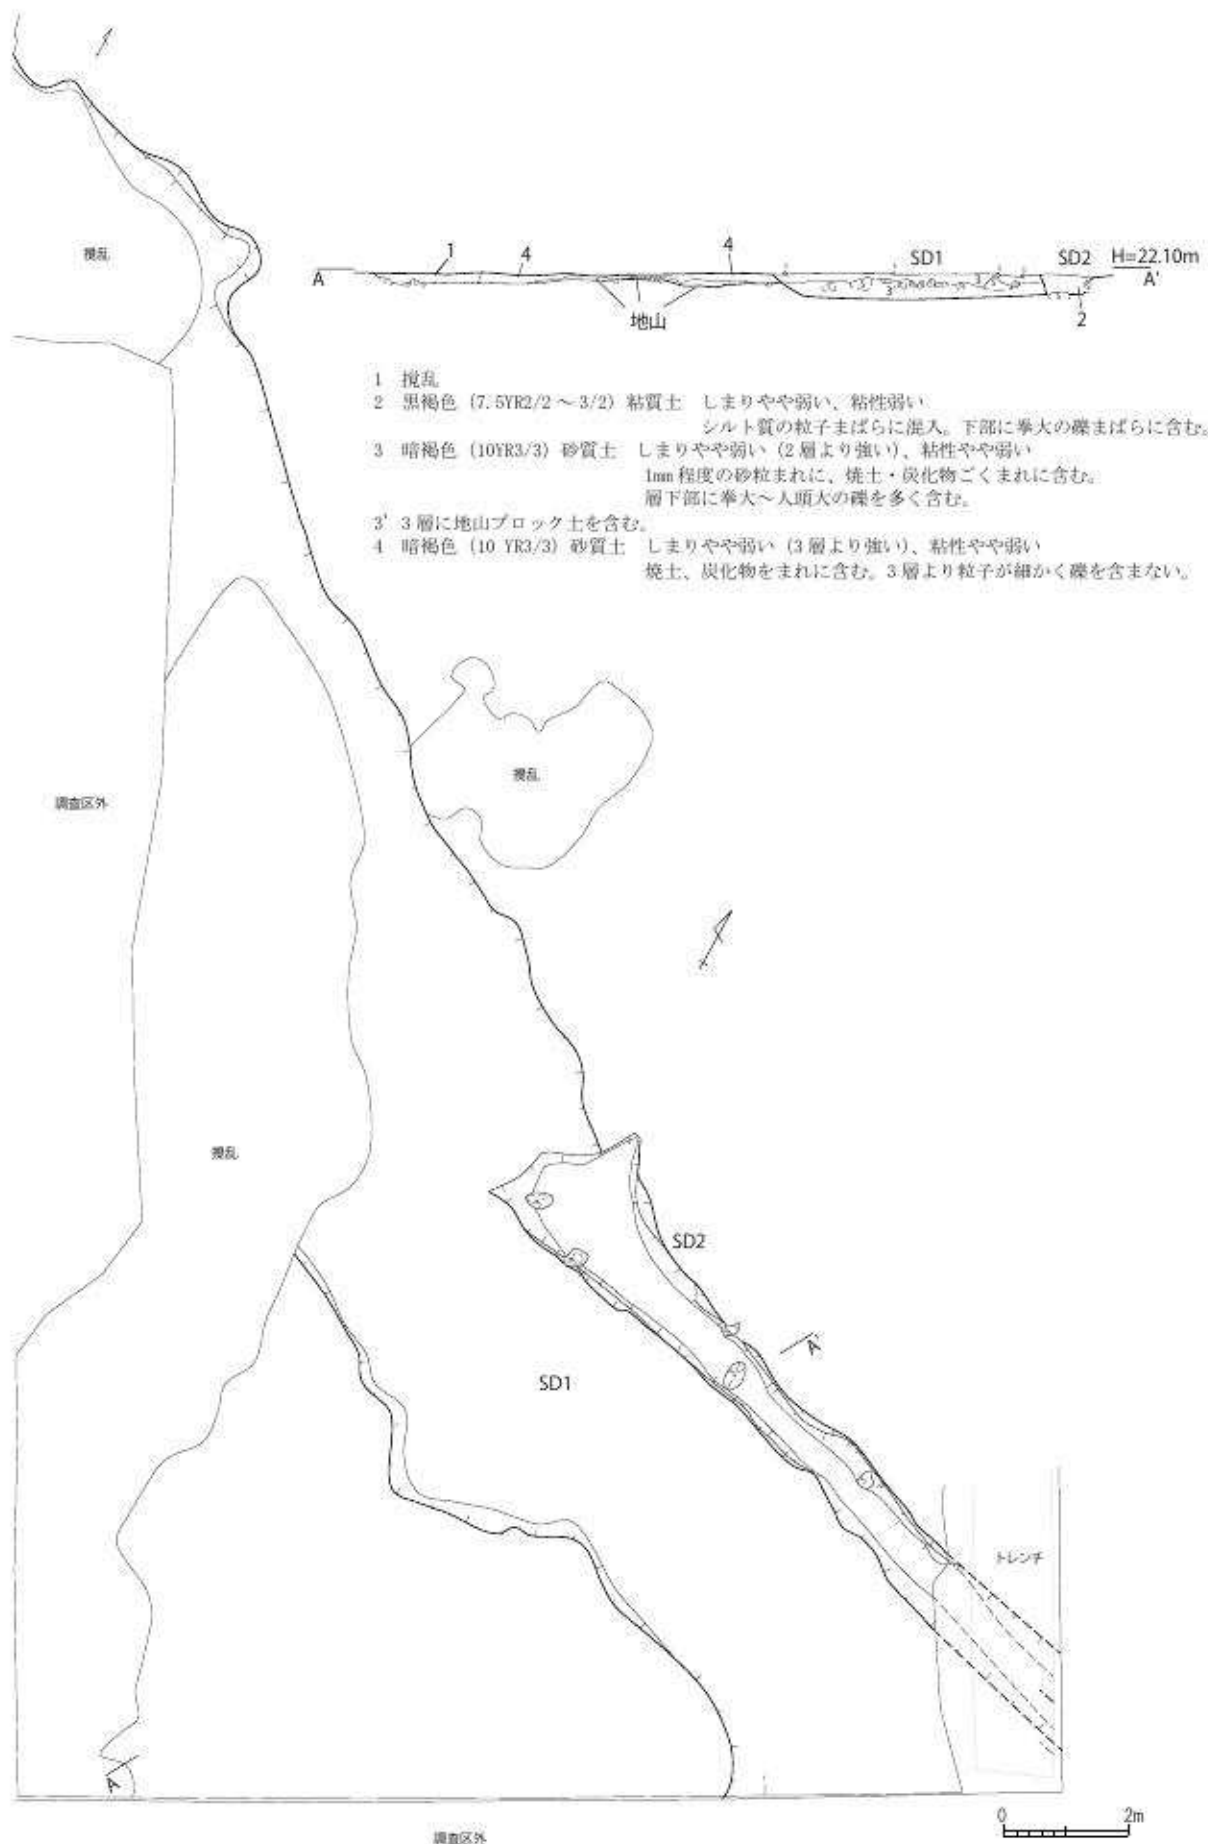 撹乱
1 4 4 SD1 SD2 H=22.10m
A 3 A'
地山 2
1 撹乱
2 黒褐色 (7.5YR2/2 ~ 3/2) 粘質土 しまりやや弱い、粘性弱い
シルト質の粒子まばらに混入。下部に拳大の礫まばらに含む。
3 暗褐色 (10YR3/3) 砂質土 しまりやや弱い (2層より強い)、粘性やや弱い
1mm 程度の砂粒まれに、焼土・炭化物ごくまれに含む。
層下部に拳大~人頭大の礫を多く含む。
3' 3層に地山ブロック土を含む。
4 暗褐色 (10 YR3/3) 砂質土 しまりやや弱い (3層より強い)、粘性やや弱い
焼土、炭化物をまれに含む。3層より粒子が細かく礫を含まない。
撹乱
調査区外
撹乱
SD2
A'
SD1
トレンチ
A
0 2m
調査区外